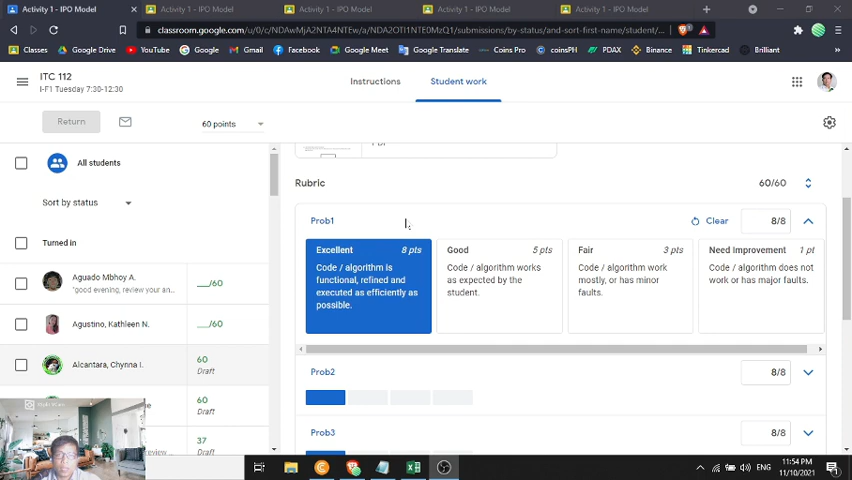 Activity 1 - IPO Model
Activity 1 - IPO Model
Activity 1 - IPO Model
Activity 1 - IPO Model
Activity 1 - IPO Model
classroom.google.com/u/0/c/NDAwMjA2NTA4NTEw/a/NDA2OTI1NTE0MzQ1/submissions/by-status/and-sort-first-name/student/...
Classes Google Drive YouTube Google Gmail Facebook Google Meet Google Translate Coins Pro coinsPH PDAX Binance Tinkercad Brilliant
ITC 112
I-F1 Tuesday 7:30-12:30
Instructions
Student work
Return
60 points
All students
Sort by status
Turned in
Aguado Mbhoy A.
"good evening, review your an...
__/60
Agustino, Kathleen N.
__/60
Alcantara, Chynna I.
60
Draft
60
Draft
37
Draft
PDF
Rubric
60/60
Prob1
Clear
8/8
Excellent 8 pts
Code / algorithm is
functional, refined and
executed as efficiently as
possible.
Good 5 pts
Code / algorithm works
as expected by the
student.
Fair 3 pts
Code / algorithm work
mostly, or has minor
faults.
Need Improvement 1 pt
Code / algorithm does not
work or has major faults.
Prob2
8/8
Prob3
8/8
ENG
11:54 PM
11/10/2021